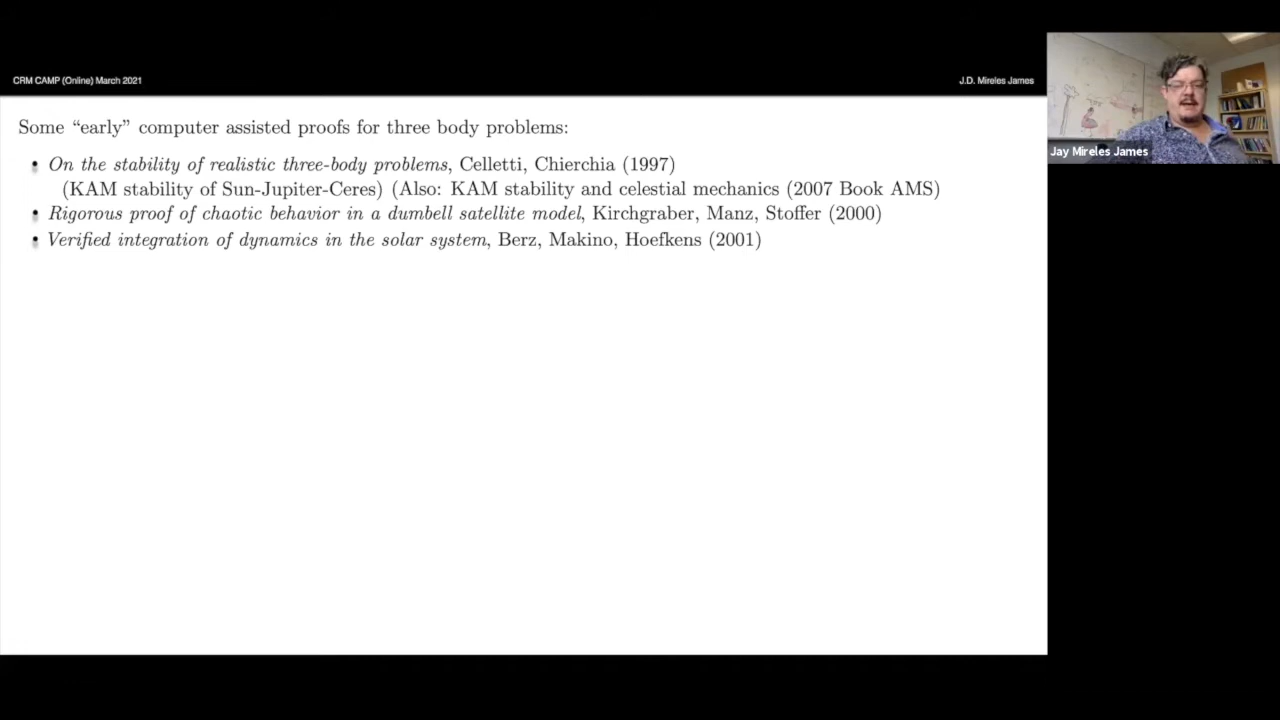 CRM CAMP (Online) March 2021
J.D. Mireles James
Some “early” computer assisted proofs for three body problems:
• On the stability of realistic three-body problems, Celletti, Chierchia (1997)
(KAM stability of Sun-Jupiter-Ceres) (Also: KAM stability and celestial mechanics (2007 Book AMS)
• Rigorous proof of chaotic behavior in a dumbell satellite model, Kirchgraber, Manz, Stoffer (2000)
• Verified integration of dynamics in the solar system, Berz, Makino, Hoefkens (2001)
Jay Mireles James